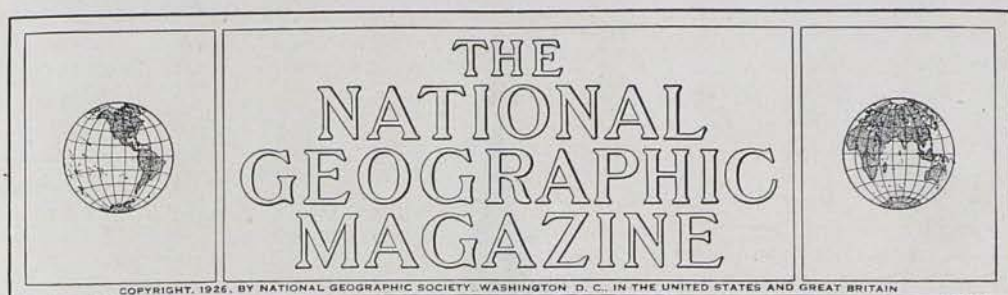 THE
NATIONAL
GEOGRAPHIC
MAGAZINE
COPYRIGHT, 1926, BY NATIONAL GEOGRAPHIC SOCIETY, WASHINGTON D. C., IN THE UNITED STATES AND GREAT BRITAIN